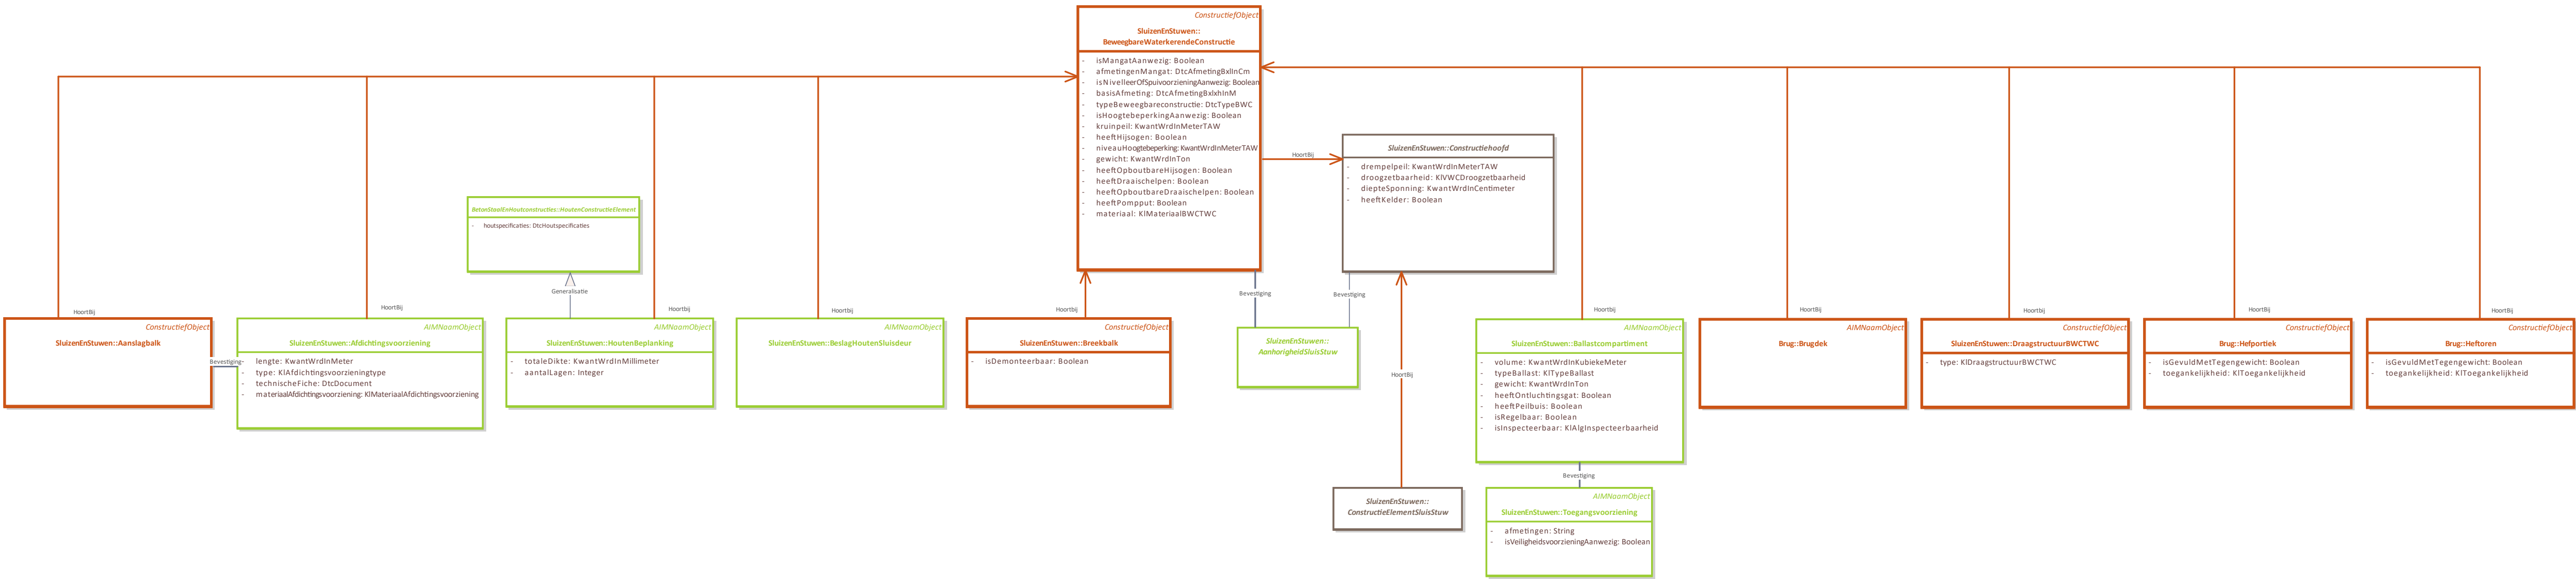 ConstructiefObject
SluizenEnStuwen::
BeweegbareWaterkerendeConstructie
- isMangatAanwezig: Boolean
- afmetingenMangat: DtcAfmetingBxlInCm
- isNivelleerOfSpuivoorzieningAanwezig: Boolean
- basisAfmeting: DtcAfmetingBxlxhInM
- typeBeweegbareconstructie: DtcTypeBWC
- isHoogtebeperkingAanwezig: Boolean
- kruinpeil: KwantWrdInMeterTAW
- heeftHijsogen: Boolean
- niveauHoogtebeperking: KwantWrdInMeterTAW
- gewicht: KwantWrdInTon
- heeftOpboutbareHijsogen: Boolean
- heeftDraaischelpen: Boolean
- heeftOpboutbareDraaischelpen: Boolean
- heeftPompput: Boolean
- materiaal: KlMateriaalBWCTWC
HoortBij
SluizenEnStuwen::Constructiehoofd
- drempelpeil: KwantWrdInMeterTAW
- droogzetbaarheid: KlVWCDroogzetbaarheid
- diepteSponning: KwantWrdInCentimeter
- heeftKelder: Boolean
BetonStaalEnHoutconstructies::HoutenConstructieElement
- houtspecificaties: DtcHoutspecificaties
Generalisatie
Bevestiging
Bevestiging
HoortBij
HoortBij
Hoortbij
Hoortbij
Hoortbij
Hoortbij
HoortBij
Hoortbij
HoortBij
HoortBij
ConstructiefObject
SluizenEnStuwen::Aanslagbalk
Bevestiging
AIMNaamObject
SluizenEnStuwen::Afdichtingsvoorziening
- lengte: KwantWrdInMeter
- type: KlAfdichtingsvoorzieningtype
- technischeFiche: DtcDocument
- materiaalAfdichtingsvoorziening: KlMateriaalAfdichtingsvoorziening
AIMNaamObject
SluizenEnStuwen::HoutenBeplanking
- totaleDikte: KwantWrdInMillimeter
- aantalLagen: Integer
AIMNaamObject
SluizenEnStuwen::BeslagHoutenSluisdeur
ConstructiefObject
SluizenEnStuwen::Breekbalk
- isDemonteerbaar: Boolean
SluizenEnStuwen::
AanhorigheidSluisStuw
HoortBij
AIMNaamObject
SluizenEnStuwen::Ballastcompartiment
- volume: KwantWrdInKubiekeMeter
- typeBallast: KlTypeBallast
- gewicht: KwantWrdInTon
- heeftOntluchtingsgat: Boolean
- heeftPeilbuis: Boolean
- isRegelbaar: Boolean
- isInspecteerbaar: KlAlgInspecteerbaarheid
AIMNaamObject
Brug::Brugdek
ConstructiefObject
SluizenEnStuwen::DraagstructuurBWCTWC
- type: KlDraagstructuurBWCTWC
ConstructiefObject
Brug::Hefportiek
- isGevuldMetTegengewicht: Boolean
- toegankelijkheid: KlToegankelijkheid
ConstructiefObject
Brug::Heftoren
- isGevuldMetTegengewicht: Boolean
- toegankelijkheid: KlToegankelijkheid
Bevestiging
SluizenEnStuwen::
ConstructieElementSluisStuw
AIMNaamObject
SluizenEnStuwen::Toegangsvoorziening
- afmetingen: String
- isVeiligheidsvoorzieningAanwezig: Boolean